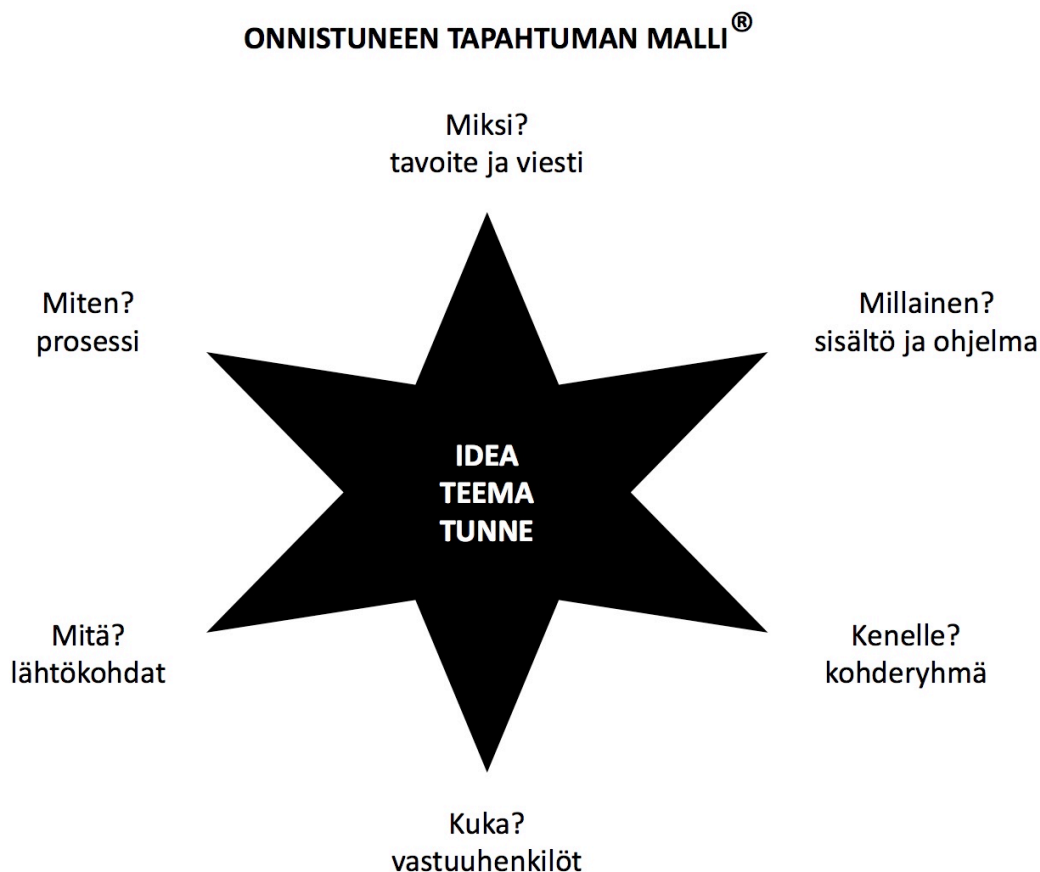 ONNISTUNEEN TAPAHTUMAN MALLI®
Miksi?
tavoite ja viesti
Miten?
prosessi
Millainen?
sisältö ja ohjelma
IDEA
TEEMA
TUNNE
Mitä?
lähtökohdat
Kenelle?
kohderyhmä
Kuka?
vastuuhenkilöt